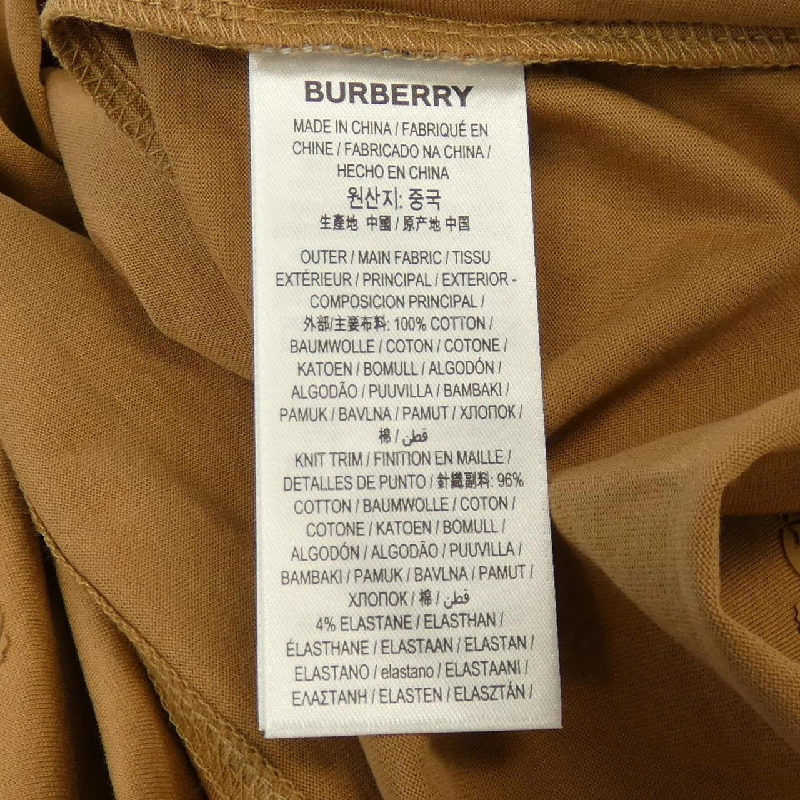 BURBERRY
MADE IN CHINA / FABRIQUÉ EN
CHINE / FABRICADO NA CHINA /
HECHO EN CHINA
원산지: 중국
生產地 中國 / 原产地 中国
OUTER / MAIN FABRIC / TISSU
EXTÉRIEUR / PRINCIPAL / EXTERIOR -
COMPOSICION PRINCIPAL /
外部/主要布料: 100% COTTON /
BAUMWOLLE / COTON / COTONE /
KATOEN / BOMULL / ALGODÓN /
ALGODÃO / PUUVILLA / BAMBAKI /
PAMUK / BAVLNA / PAMUT / ХЛОПОК /
棉 / قطن
KNIT TRIM / FINITION EN MAILLE /
DETALLES DE PUNTO / 針織副料: 96%
COTTON / BAUMWOLLE / COTON /
COTONE / KATOEN / BOMULL /
ALGODÓN / ALGODÃO / PUUVILLA /
BAMBAKI / PAMUK / BAVLNA / PAMUT /
ХЛОПОК / 棉 / قطن
4% ELASTANE / ELASTHAN /
ÉLASTHANE / ELASTAAN / ELASTAN /
ELASTANO / elastano / ELASTAANI /
ΕΛΑΣΤΑΝΗ / ELASTEN / ELASZTÁN /